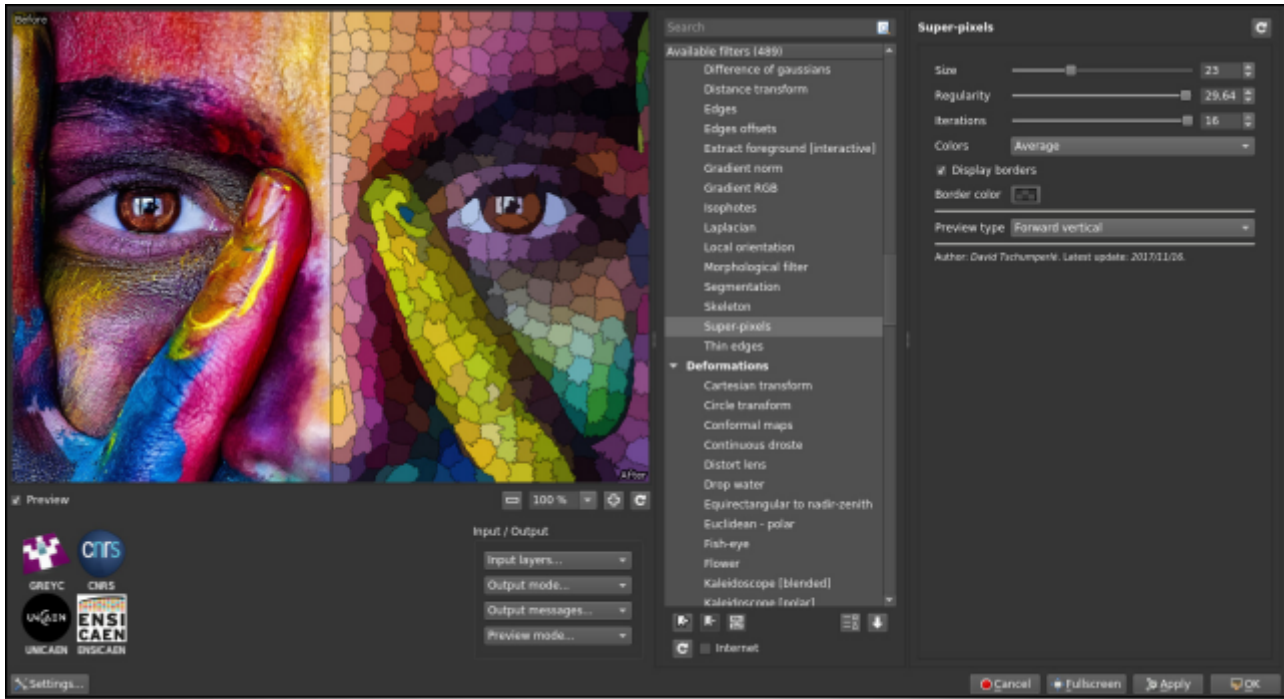 Before
After
Preview
100 %
GREYC
CNRS
cnrs
UNICAEN
ENSICAEN
UNICAEN
ENSI
CAEN
Input / Output
Input layers...
Output mode...
Output messages...
Preview mode...
Settings...
Search
Available filters (489)
Difference of gaussians
Distance transform
Edges
Edges offsets
Extract foreground [interactive]
Gradient norm
Gradient RGB
Isophotes
Laplacian
Local orientation
Morphological filter
Segmentation
Skeleton
Super-pixels
Thin edges
Deformations
Cartesian transform
Circle transform
Conformal maps
Continuous droste
Distort lens
Drop water
Equirectangular to nadir-zenith
Euclidean - polar
Fish-eye
Flower
Kaleidoscope [blended]
Kaleidoscope [polar]
Internet
Super-pixels
Size 23
Regularity 29.64
Iterations 16
Colors Average
Display borders
Border color
Preview type Forward vertical
Author: David Tschumperlé. Latest update: 2017/11/26.
Cancel Fullscreen Apply OK